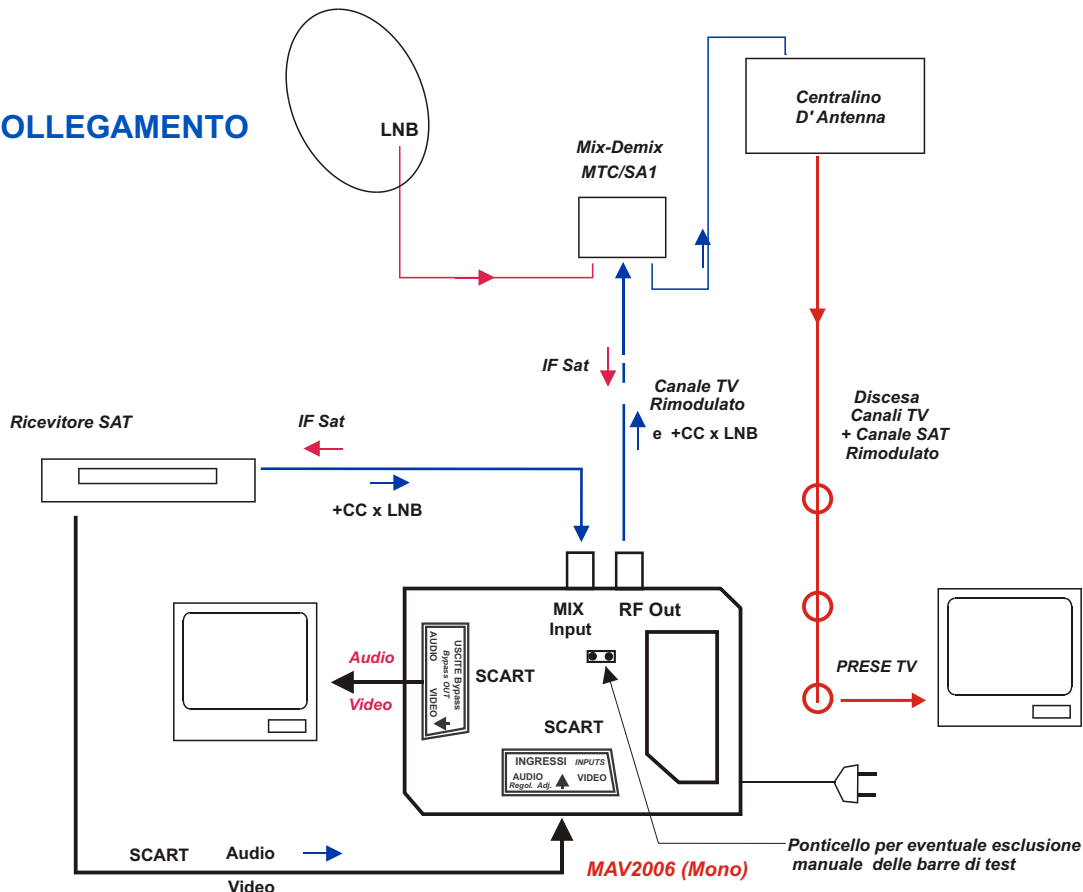 OLLEGAMENTO
LNB
Mix-Demix
MTC/SA1
Centralino
D'Antenna
IF Sat
Canale TV
Rimodulato
e +CC x LNB
Discesa
Canali TV
+ Canale SAT
Rimodulato
Ricevitore SAT
IF Sat
+CC x LNB
MIX
Input
RF Out
USCITE Bypass
Bypass OUT
AUDIO VIDEO
SCART
Audio
Video
SCART
INGRESSI INPUTS
AUDIO VIDEO
Regol. Adj.
PRESE TV
SCART Audio
Video
MAV2006 (Mono)
Ponticello per eventuale esclusione
manuale delle barre di test